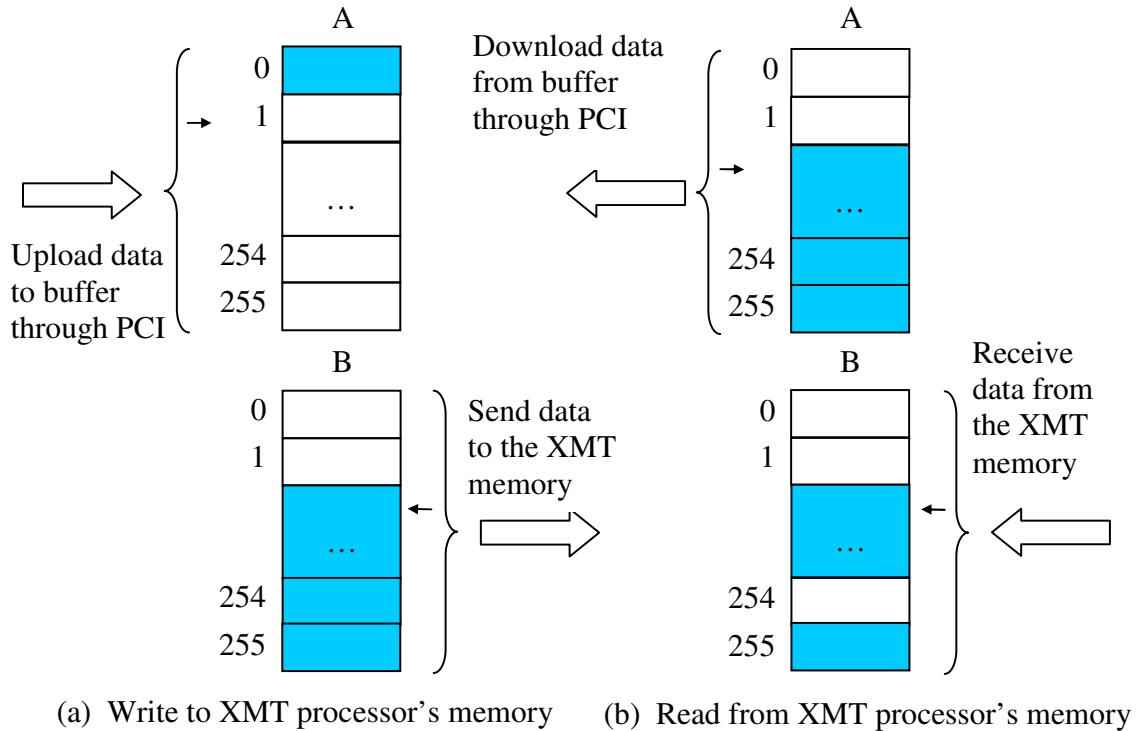 A
0
1
…
254
255
Upload data
to buffer
through PCI
B
0
1
…
254
255
Send data
to the XMT
memory
(a) Write to XMT processor's memory
A
Download data
from buffer
through PCI
0
1
…
254
255
B
0
1
…
254
255
Receive
data from
the XMT
memory
(b) Read from XMT processor's memory